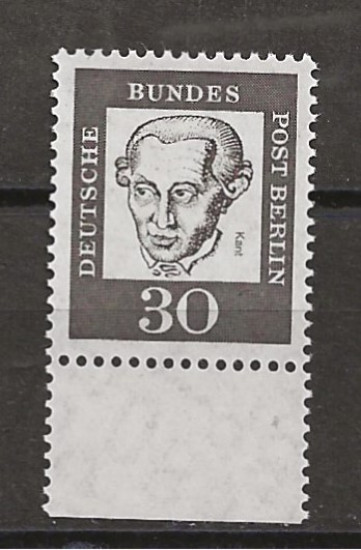 DEUTSCHE
BUNDES
POST BERLIN
Kant
30